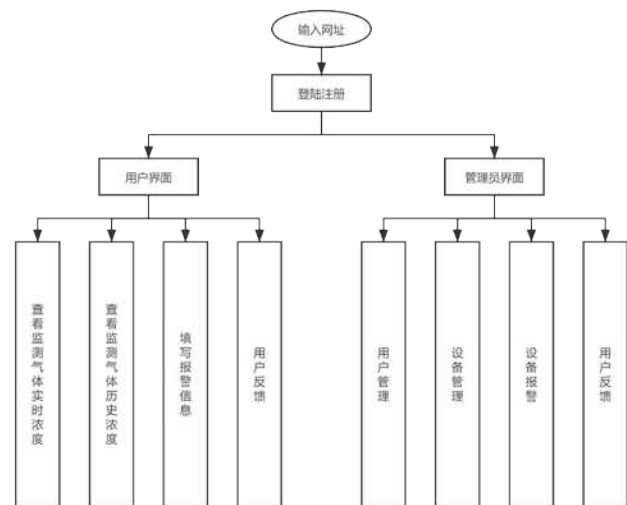 输入网址
登陆注册
用户界面
管理员界面
查看监测气体实时浓度
查看监测气体历史浓度
填写报警信息
用户反馈
用户管理
设备管理
设备报警
用户反馈